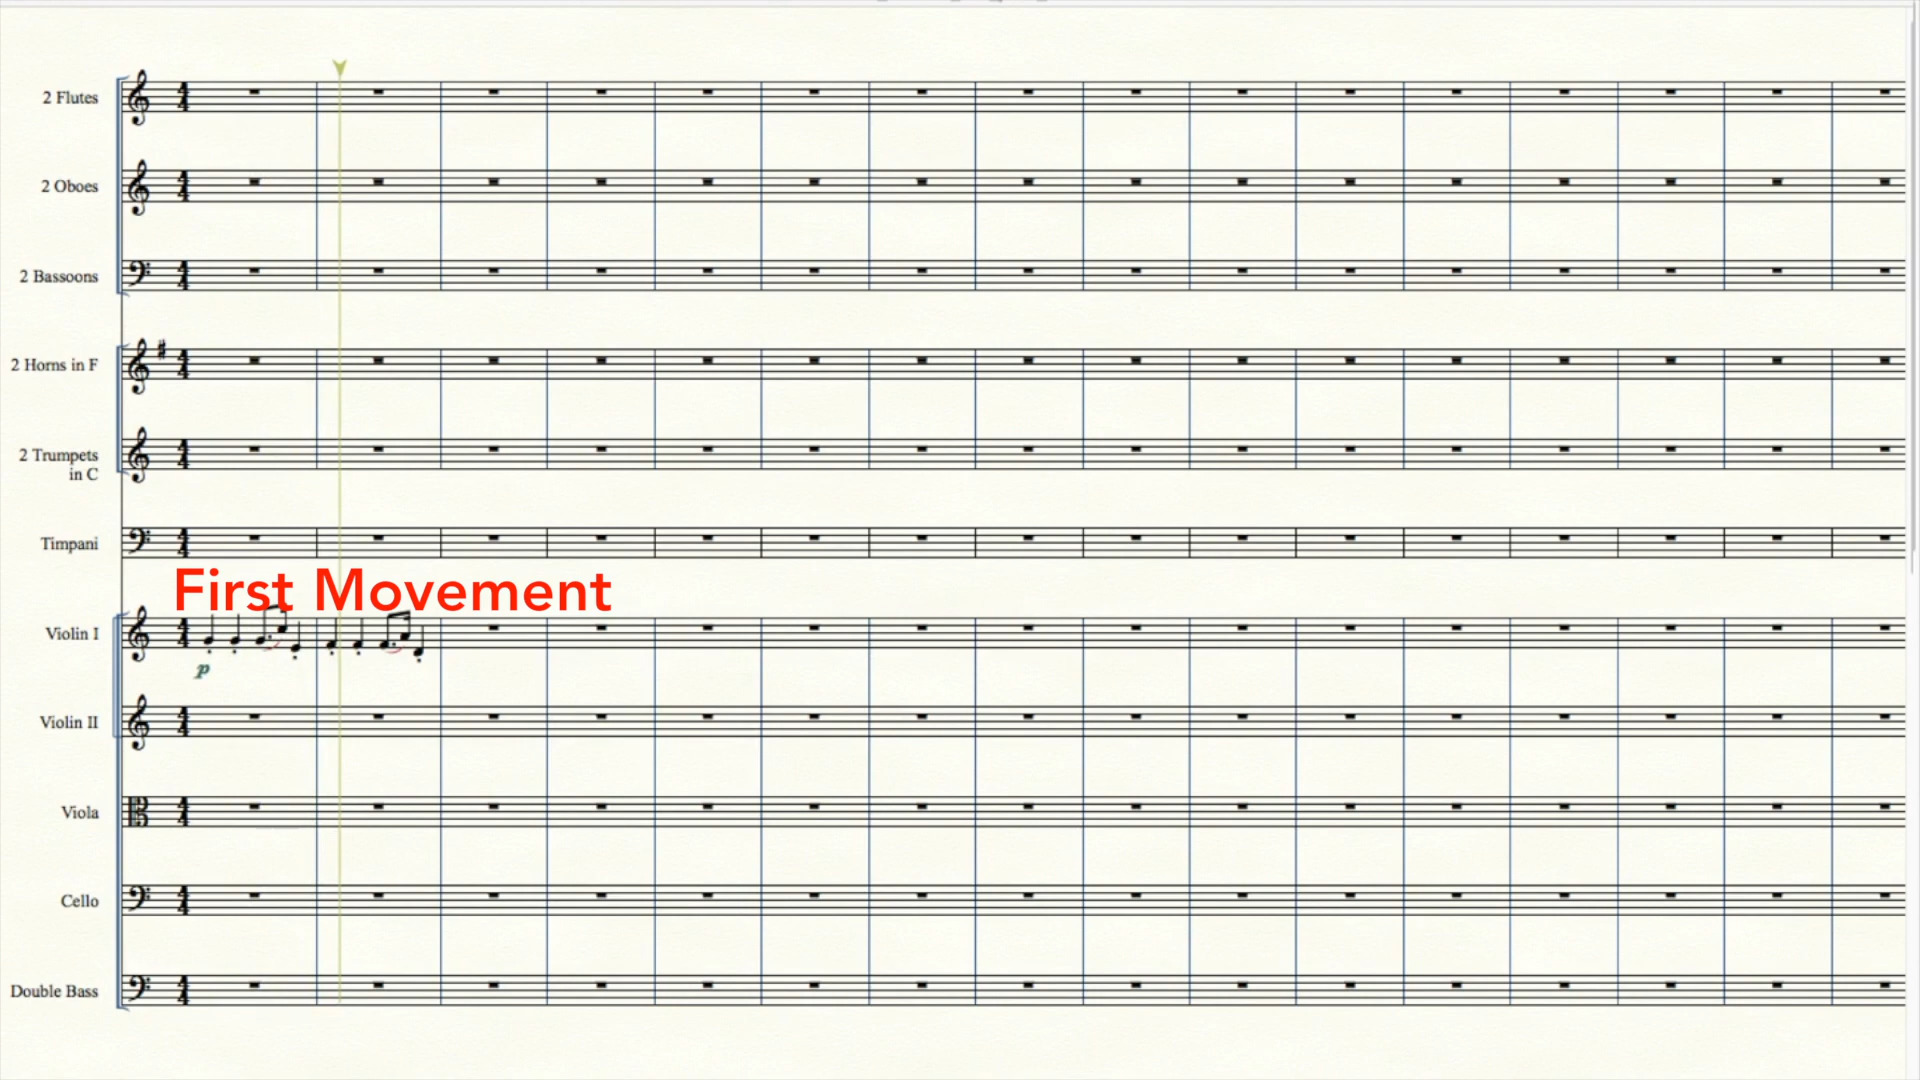 2 Flutes
2 Oboes
2 Bassoons
2 Horns in F
2 Trumpets
in C
Timpani
First Movement
Violin I
p
Violin II
Viola
Cello
Double Bass